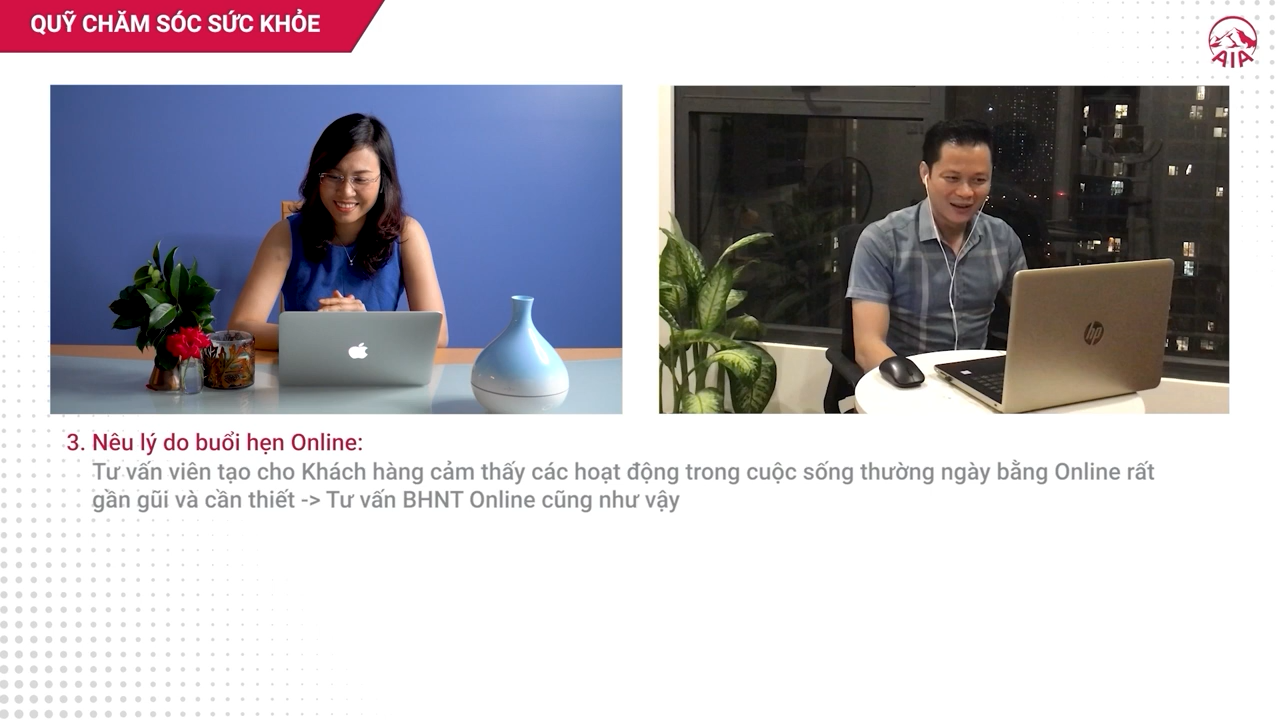 QUỸ CHĂM SÓC SỨC KHỎE
AIA
hp
3. Nêu lý do buổi hẹn Online:
Tư vấn viên tạo cho Khách hàng cảm thấy các hoạt động trong cuộc sống thường ngày bằng Online rất
gần gũi và cần thiết -> Tư vấn BHNT Online cũng như vậy